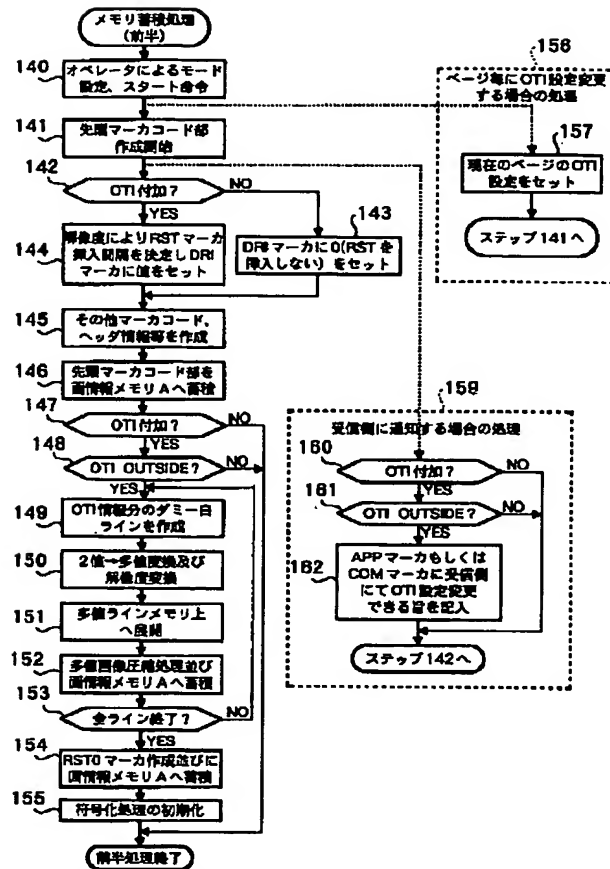 メモリ蓄積処理
(前半)
140
オペレータによるモード
設定、スタート命令
141
先頭マーカコード部
作成開始
142
OTI付加?
NO
YES
143
DRIマーカに0(RSTを
挿入しない)をセット
144
解像度によりRSTマーカ
挿入間隔を決定しDRI
マーカに値をセット
145
その他マーカコード、
ヘッダ情報等を作成
146
先頭マーカコード部を
画情報メモリAへ蓄積
147
OTI付加?
NO
YES
148
OTI OUTSIDE?
NO
YES
149
OTI情報分のダミー白
ラインを作成
150
2値→多値変換及び
解像度変換
151
多値ラインメモリ上
へ展開
152
多値画像圧縮処理並び
画情報メモリAへ蓄積
153
全ライン終了?
NO
YES
154
RST0マーカ作成並びに
画情報メモリAへ蓄積
155
符号化処理の初期化
前半処理終了
156
ページ毎にOTI設定変更
する場合の処理
157
現在のページのOTI
設定をセット
ステップ141へ
159
受信側に通知する場合の処理
160
OTI付加?
NO
YES
161
OTI OUTSIDE?
NO
YES
162
APPマーカもしくは
COMマーカに受信側
にてOTI設定変更
できる旨を記入
ステップ142へ